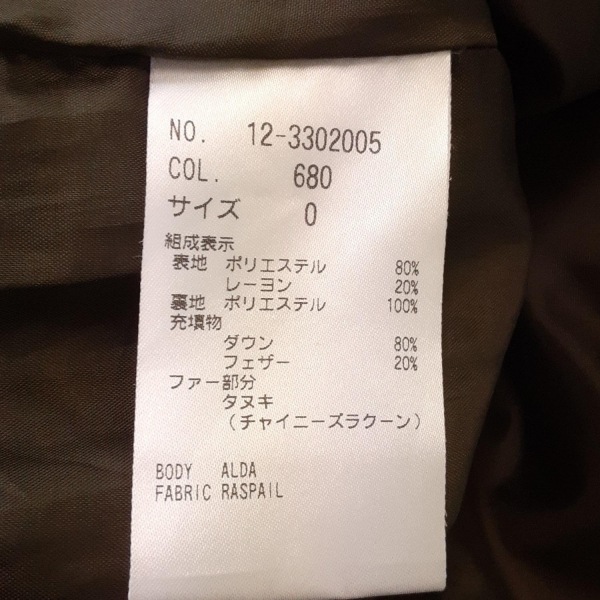 NO. 12-3302005
COL. 680
サイズ 0
組成表示
表地 ポリエステル 80%
レーヨン 20%
裏地 ポリエステル 100%
充填物
ダウン 80%
フェザー 20%
ファー部分
タヌキ
(チャイニーズラクーン)
BODY ALDA
FABRIC RASPAIL